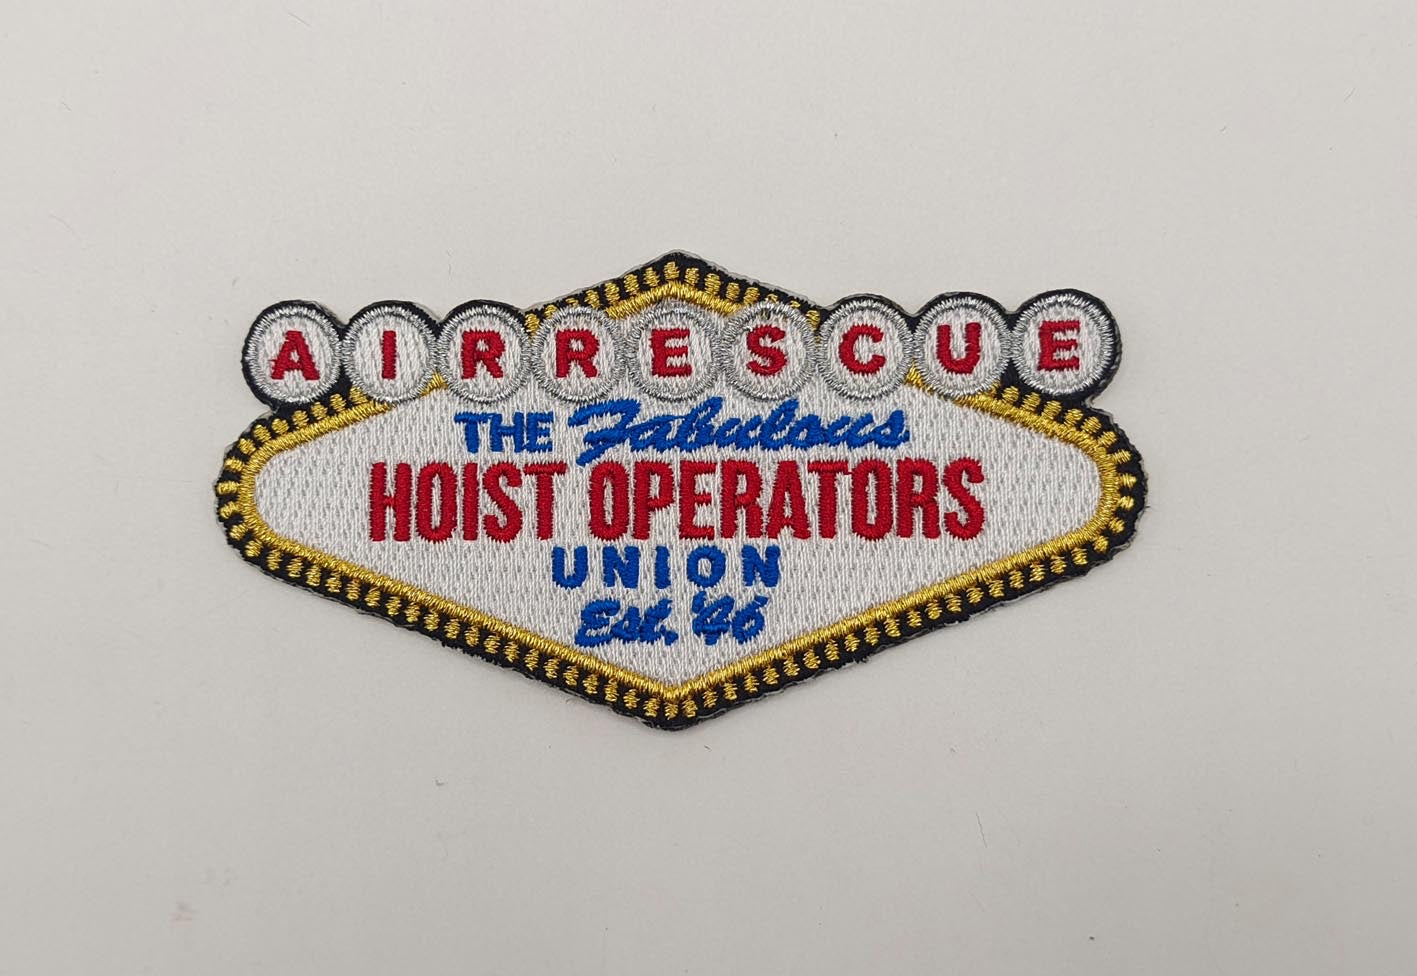 AIRRESCUE
THE Fabulous
HOIST OPERATORS
UNION
Est. '46